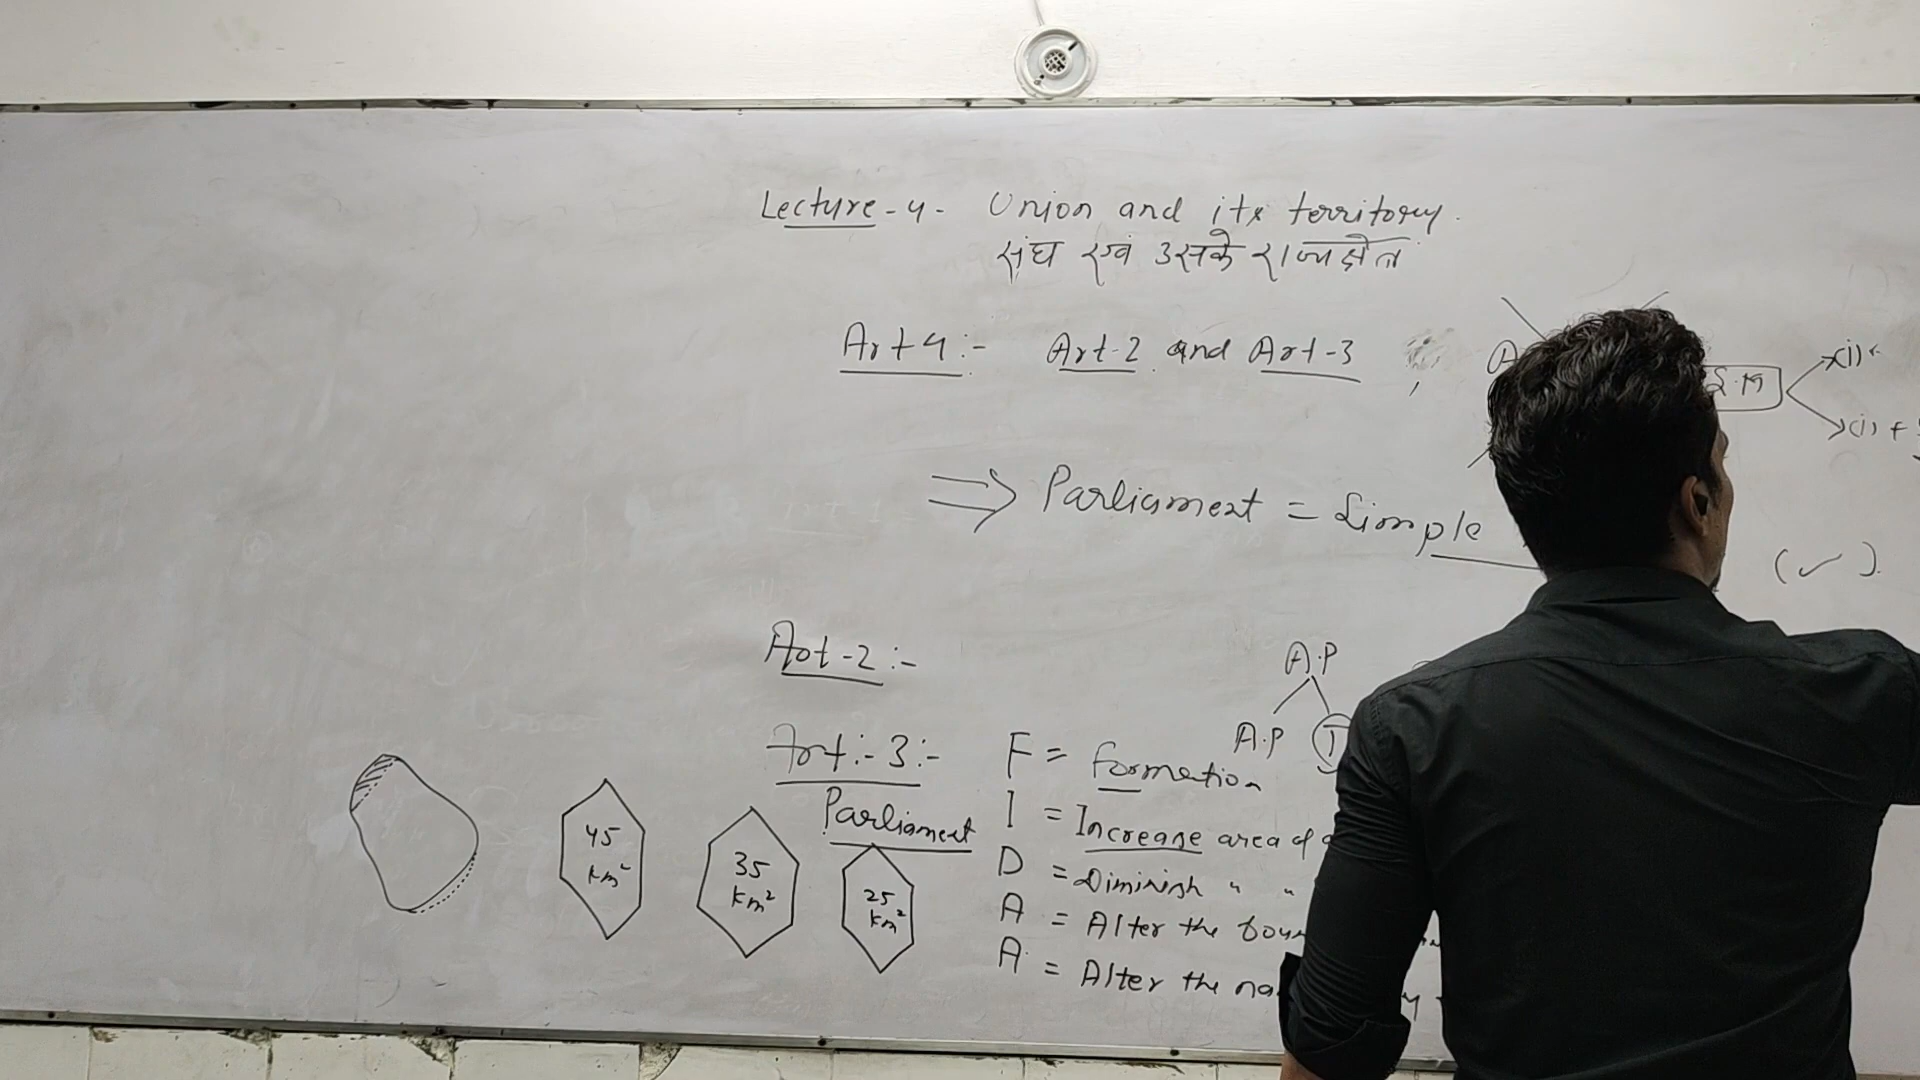 Lecture-4- Union and its territory.
संघ एवं उसके राज्यक्षेत्र
Art 4:- Art-2 and Art-3
(i)
(i) +
⇒ Parliament = Simple
(✓).
Art-2 :-
A.P
A.P T
Art:-3:- F = Formation
Parliament I = Increase area of
D = Diminish " "
A = Alter the
A = Alter the
45 km²
35 km²
25 km²